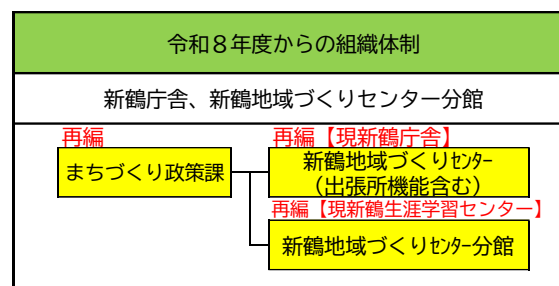 令和８年度からの組織体制
新鶴庁舎、新鶴地域づくりセンター分館
再編
まちづくり政策課
再編【現新鶴庁舎】
新鶴地域づくりｾﾝﾀｰ
（出張所機能含む）
再編【現新鶴生涯学習センター】
新鶴地域づくりｾﾝﾀｰ分館